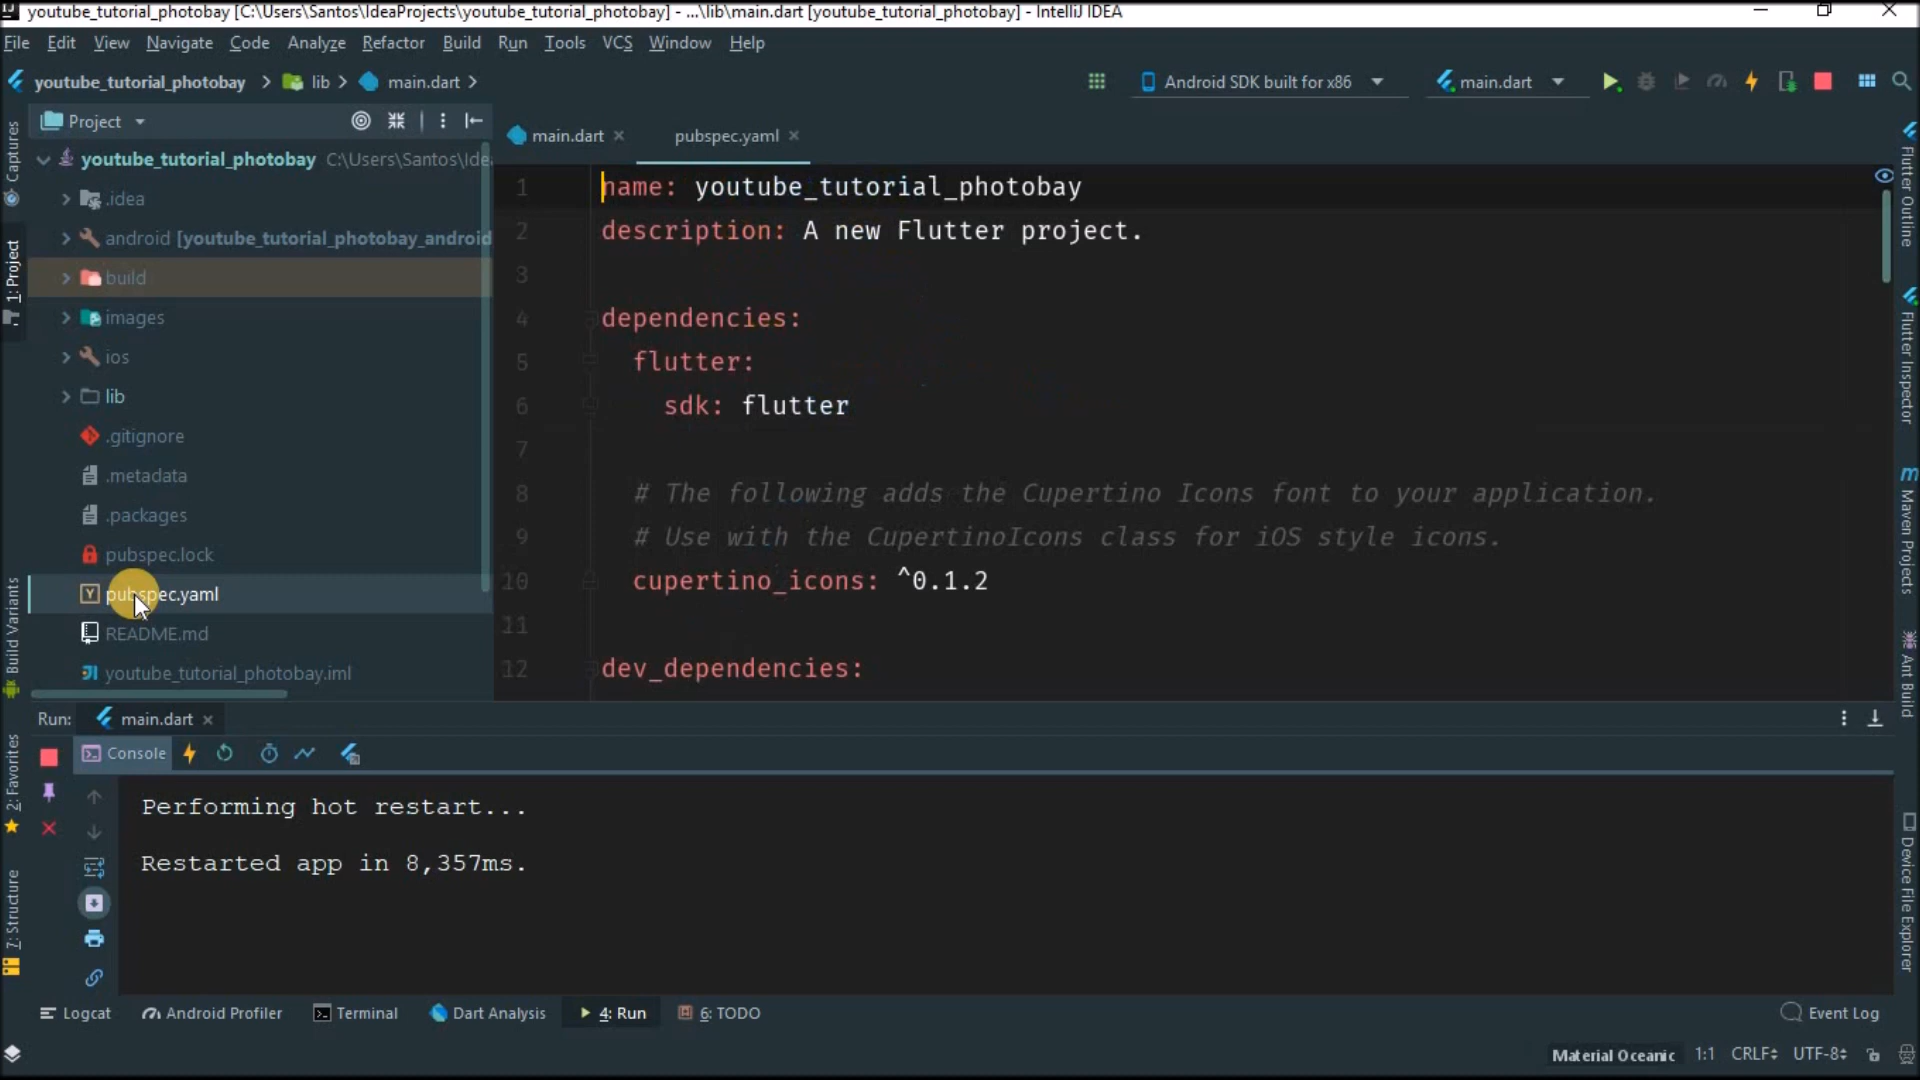 youtube_tutorial_photobay [C:\Users\Santos\IdeaProjects\youtube_tutorial_photobay] - ...\lib\main.dart [youtube_tutorial_photobay] - IntelliJ IDEA
File Edit View Navigate Code Analyze Refactor Build Run Tools VCS Window Help
youtube_tutorial_photobay lib main.dart Android SDK built for x86 main.dart
Project
main.dart pubspec.yaml
youtube_tutorial_photobay C:\Users\Santos\Ide
.idea
android [youtube_tutorial_photobay_android
build
images
ios
lib
.gitignore
.metadata
.packages
pubspec.lock
pubspec.yaml
README.md
youtube_tutorial_photobay.iml
1 name: youtube_tutorial_photobay
2 description: A new Flutter project.
3
4 dependencies:
5 flutter:
6 sdk: flutter
7
8 # The following adds the Cupertino Icons font to your application.
9 # Use with the CupertinoIcons class for iOS style icons.
10 cupertino_icons: ^0.1.2
11
12 dev_dependencies:
Captures
1: Project
Build Variants
2: Favorites
7: Structure
Flutter Outline
Flutter Inspector
Maven Projects
Ant Build
Device File Explorer
Run: main.dart
Console
Performing hot restart...
Restarted app in 8,357ms.
Logcat Android Profiler Terminal Dart Analysis 4: Run 6: TODO Event Log
Material Oceanic 1:1 CRLF UTF-8